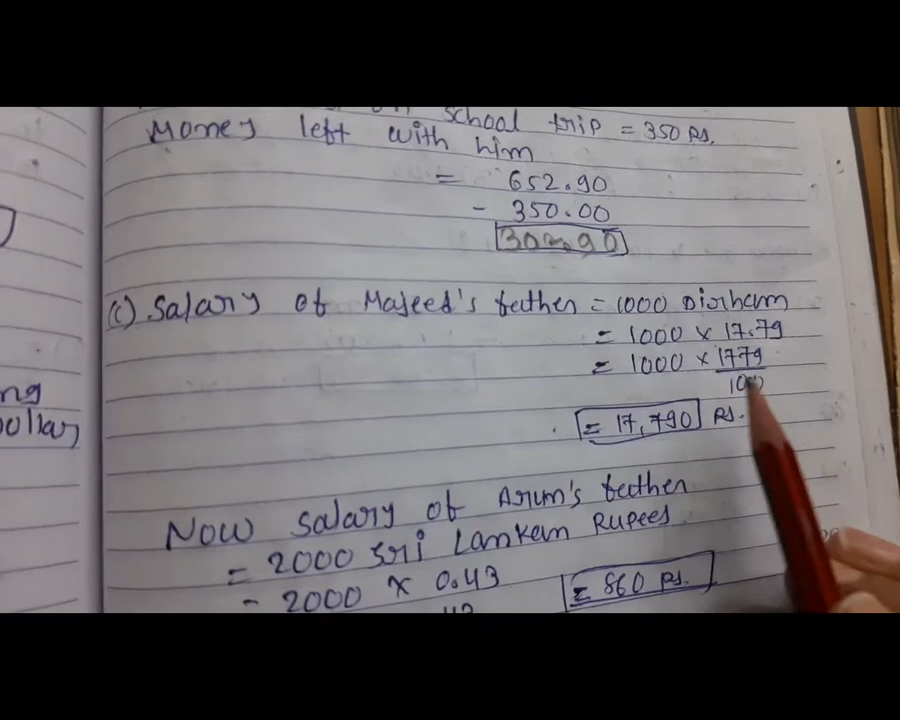 school trip = 350 Rs.
Money left with him
= 652.90
- 350.00
302.90
(c) Salary of Majeed's father = 1000 Dirham
= 1000 × 17.79
= 1000 × 1779
100
= 17,790 Rs.
ng
Dollar
Now salary of Arun's father
= 2000 Sri Lankan Rupees
- 2000 × 0.43
= 860 Rs.